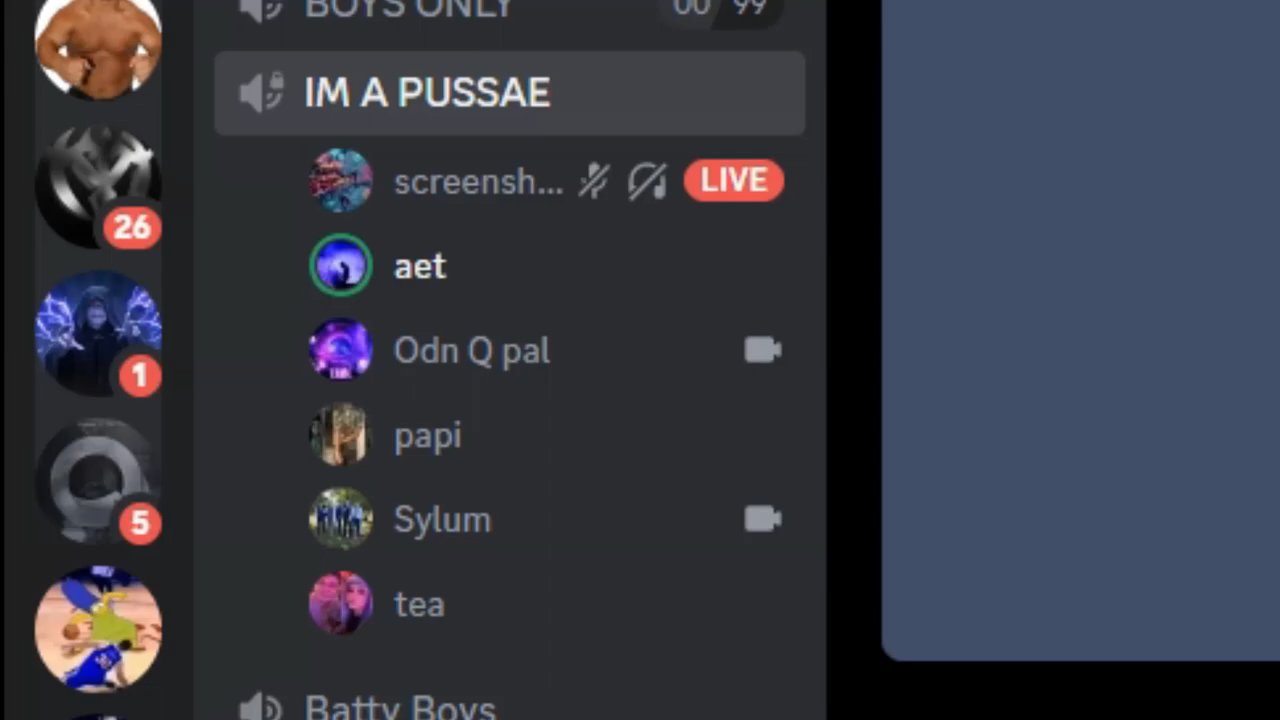 BOYS ONLY 00 99
IM A PUSSAE
screensh... LIVE
26
aet
1
Odn Q pal
papi
5
Sylum
tea
Batty Boys